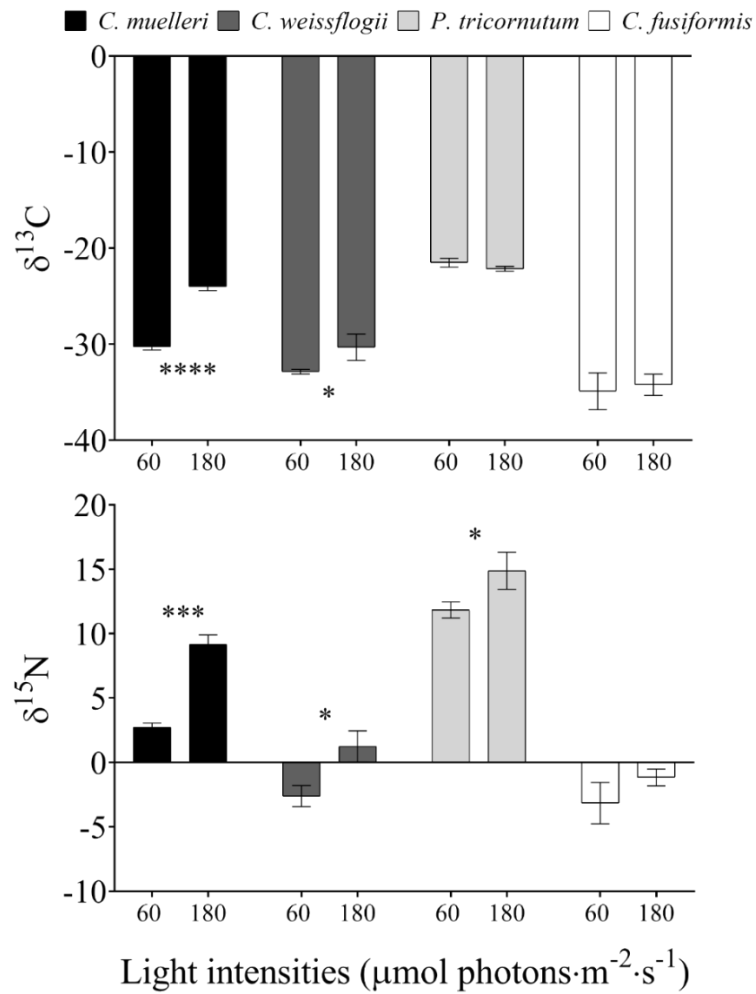 C. muelleri C. weissflogii P. tricornutum C. fusiformis
0
-10
-20
-30
-40
δ¹³C
**** *
60 180 60 180 60 180 60 180
20
15
10
5
0
-5
-10
δ¹⁵N
*** * *
60 180 60 180 60 180 60 180
Light intensities (μmol photons·m⁻²·s⁻¹)